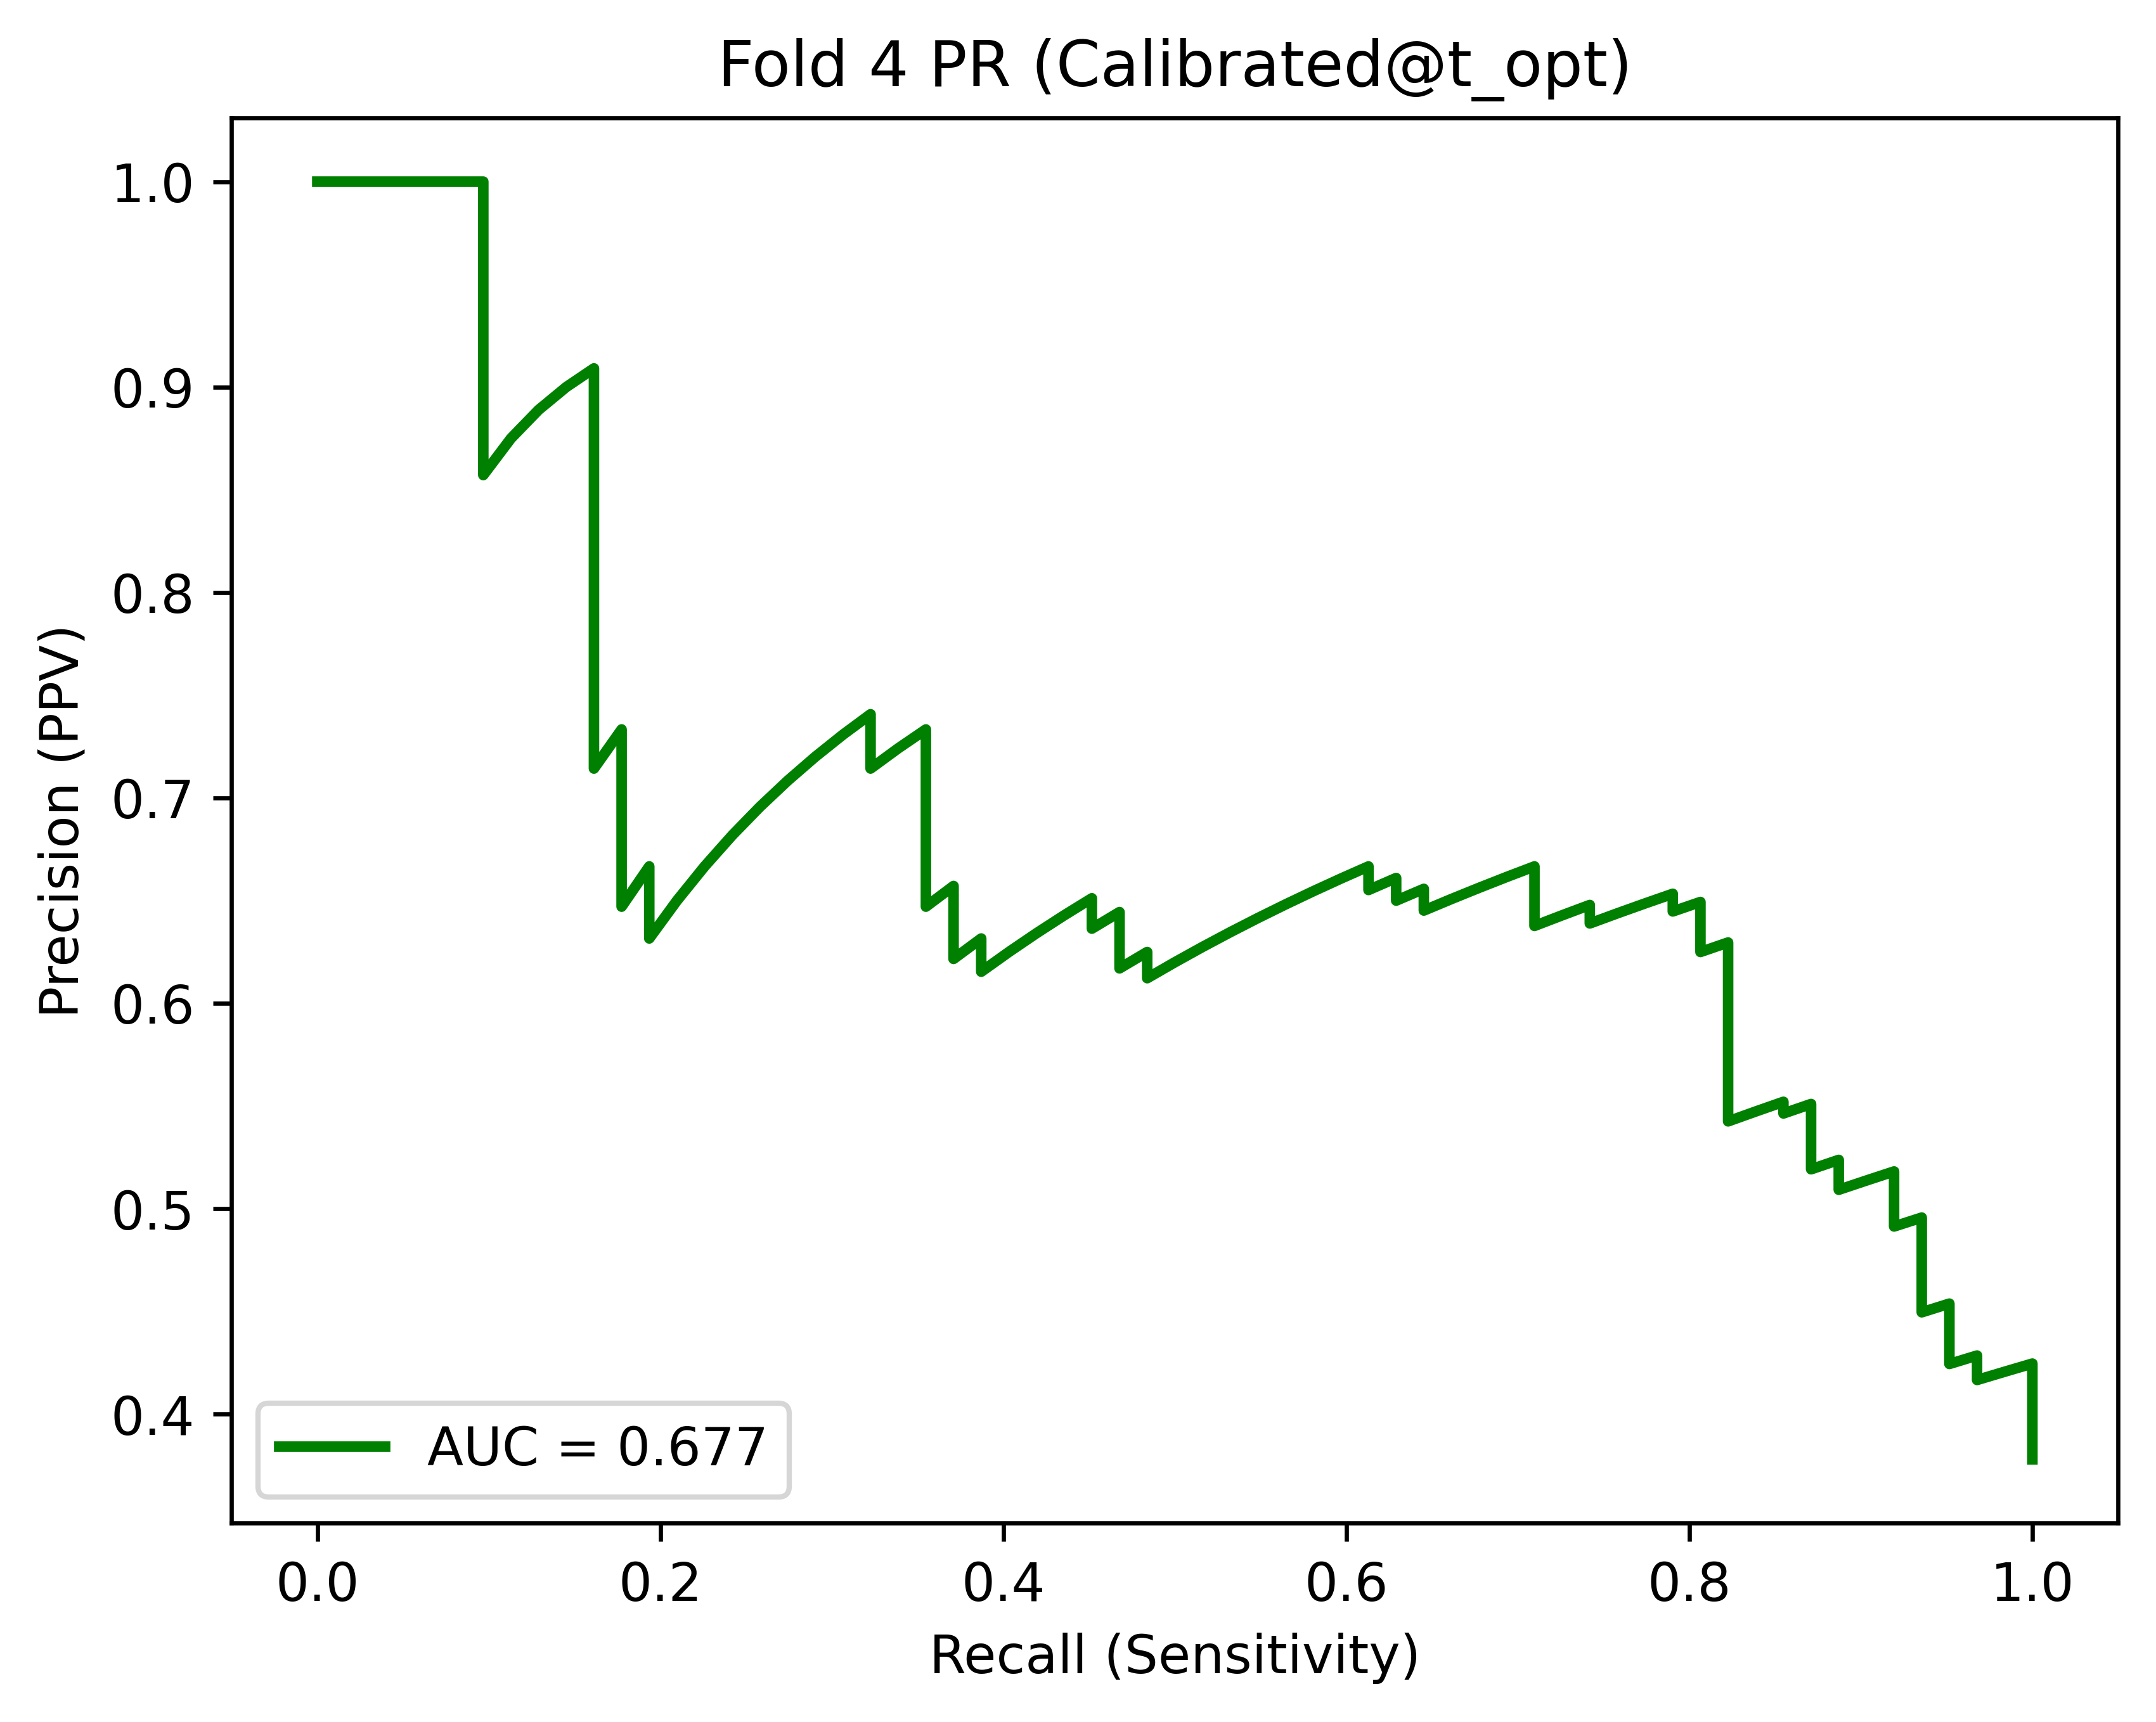 Fold 4 PR (Calibrated@t_opt)
Precision (PPV)
1.0
0.9
0.8
0.7
0.6
0.5
0.4
AUC = 0.677
0.0 0.2 0.4 0.6 0.8 1.0
Recall (Sensitivity)